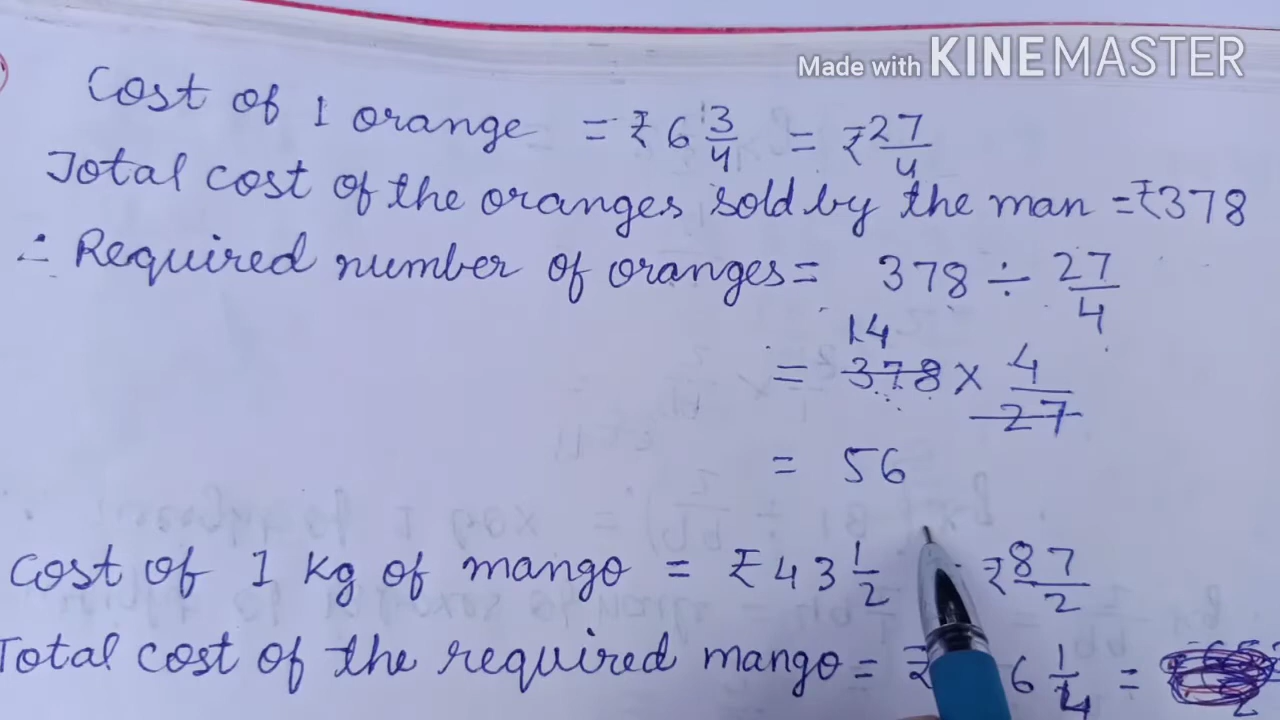 Made with KINEMASTER
Cost of 1 orange = ₹6 3/4 = ₹27/4
Total cost of the oranges sold by the man = ₹378
∴ Required number of oranges = 378 ÷ 27/4
14
= 378 × 4/27
= 56
Cost of 1 kg of mango = ₹43 1/2 ₹87/2
Total cost of the required mango = ₹ 6 1/4 =